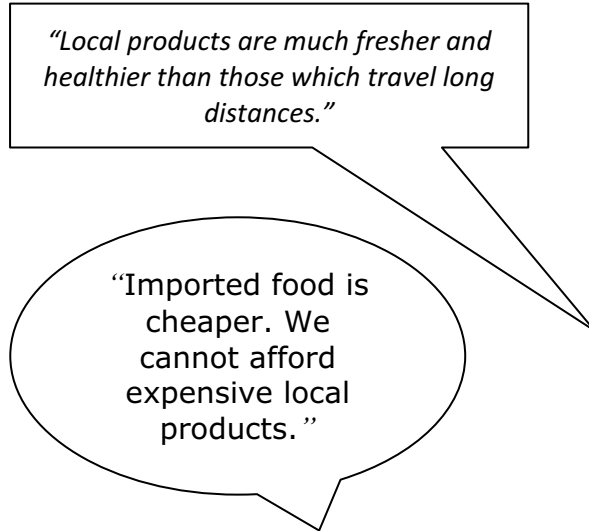 “Local products are much fresher and
healthier than those which travel long
distances.”
“Imported food is
cheaper. We
cannot afford
expensive local
products.”